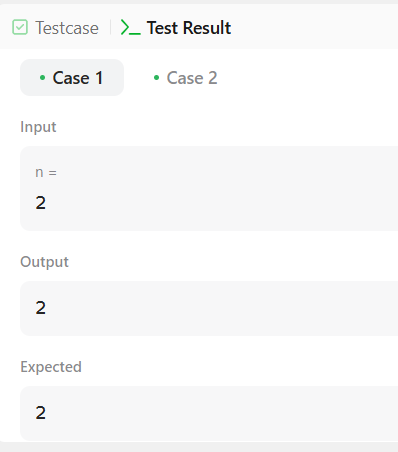 Testcase
Test Result
Case 1
Case 2
Input
n =
2
Output
2
Expected
2